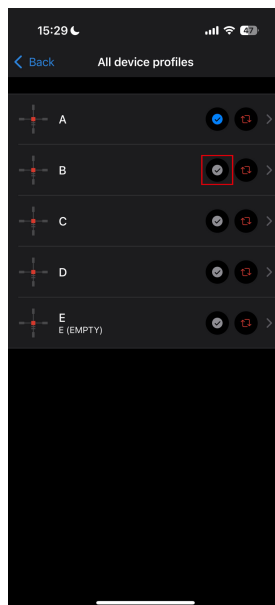 15:29
47
Back
All device profiles
A
B
C
D
E
E (EMPTY)